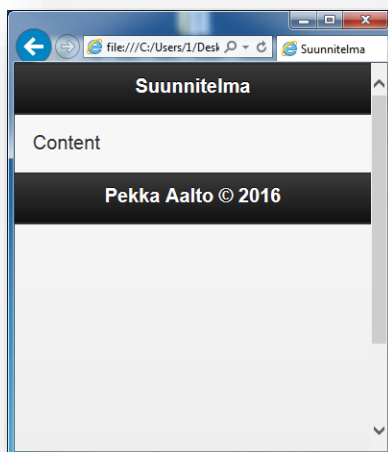 file:///C:/Users/1/Desk
Suunnitelma
Suunnitelma
Content
Pekka Aalto © 2016